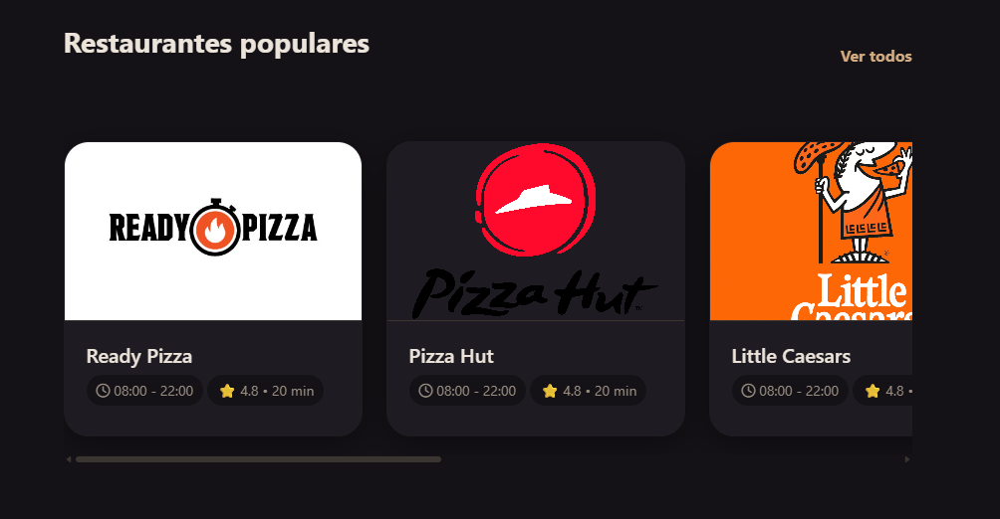 Restaurantes populares
Ver todos
READY PIZZA
Pizza Hut
Little
Caesars
Ready Pizza
08:00 - 22:00
4.8 • 20 min
Pizza Hut
08:00 - 22:00
4.8 • 20 min
Little Caesars
08:00 - 22:00
4.8 •